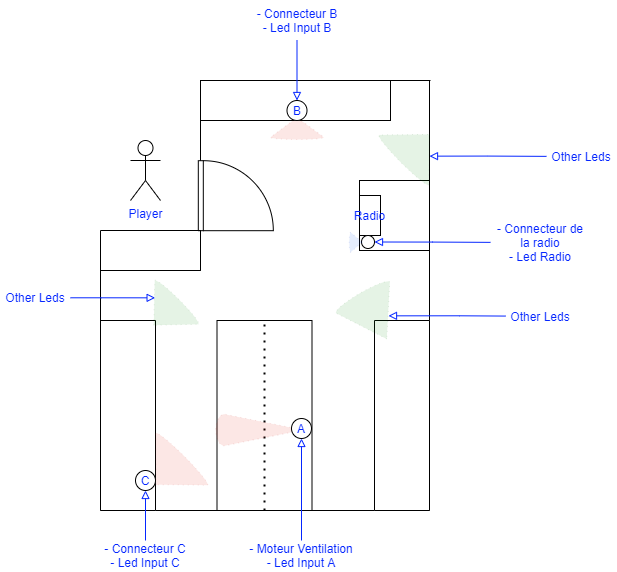 - Connecteur B
- Led Input B
B
Other Leds
Player
Radio
- Connecteur de
la radio
- Led Radio
Other Leds
Other Leds
A
C
- Connecteur C
- Led Input C
- Moteur Ventilation
- Led Input A